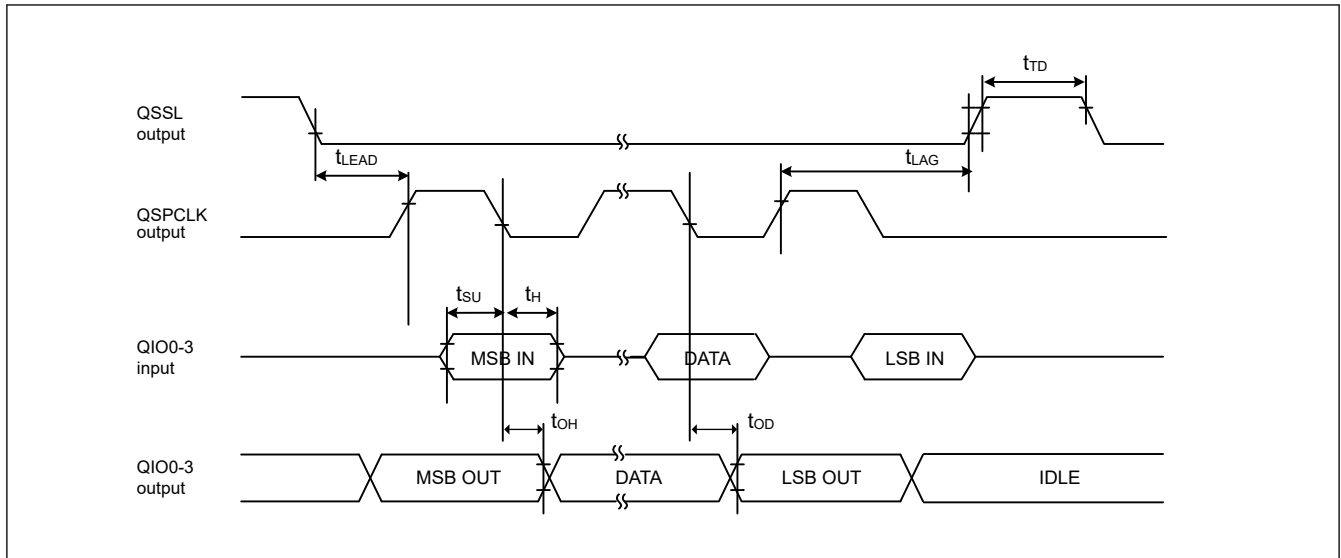 tTD
QSSL
output
tLEAD
tLAG
QSPCLK
output
tSU
tH
QIO0-3
input
MSB IN
DATA
LSB IN
tOH
tOD
QIO0-3
output
MSB OUT
DATA
LSB OUT
IDLE